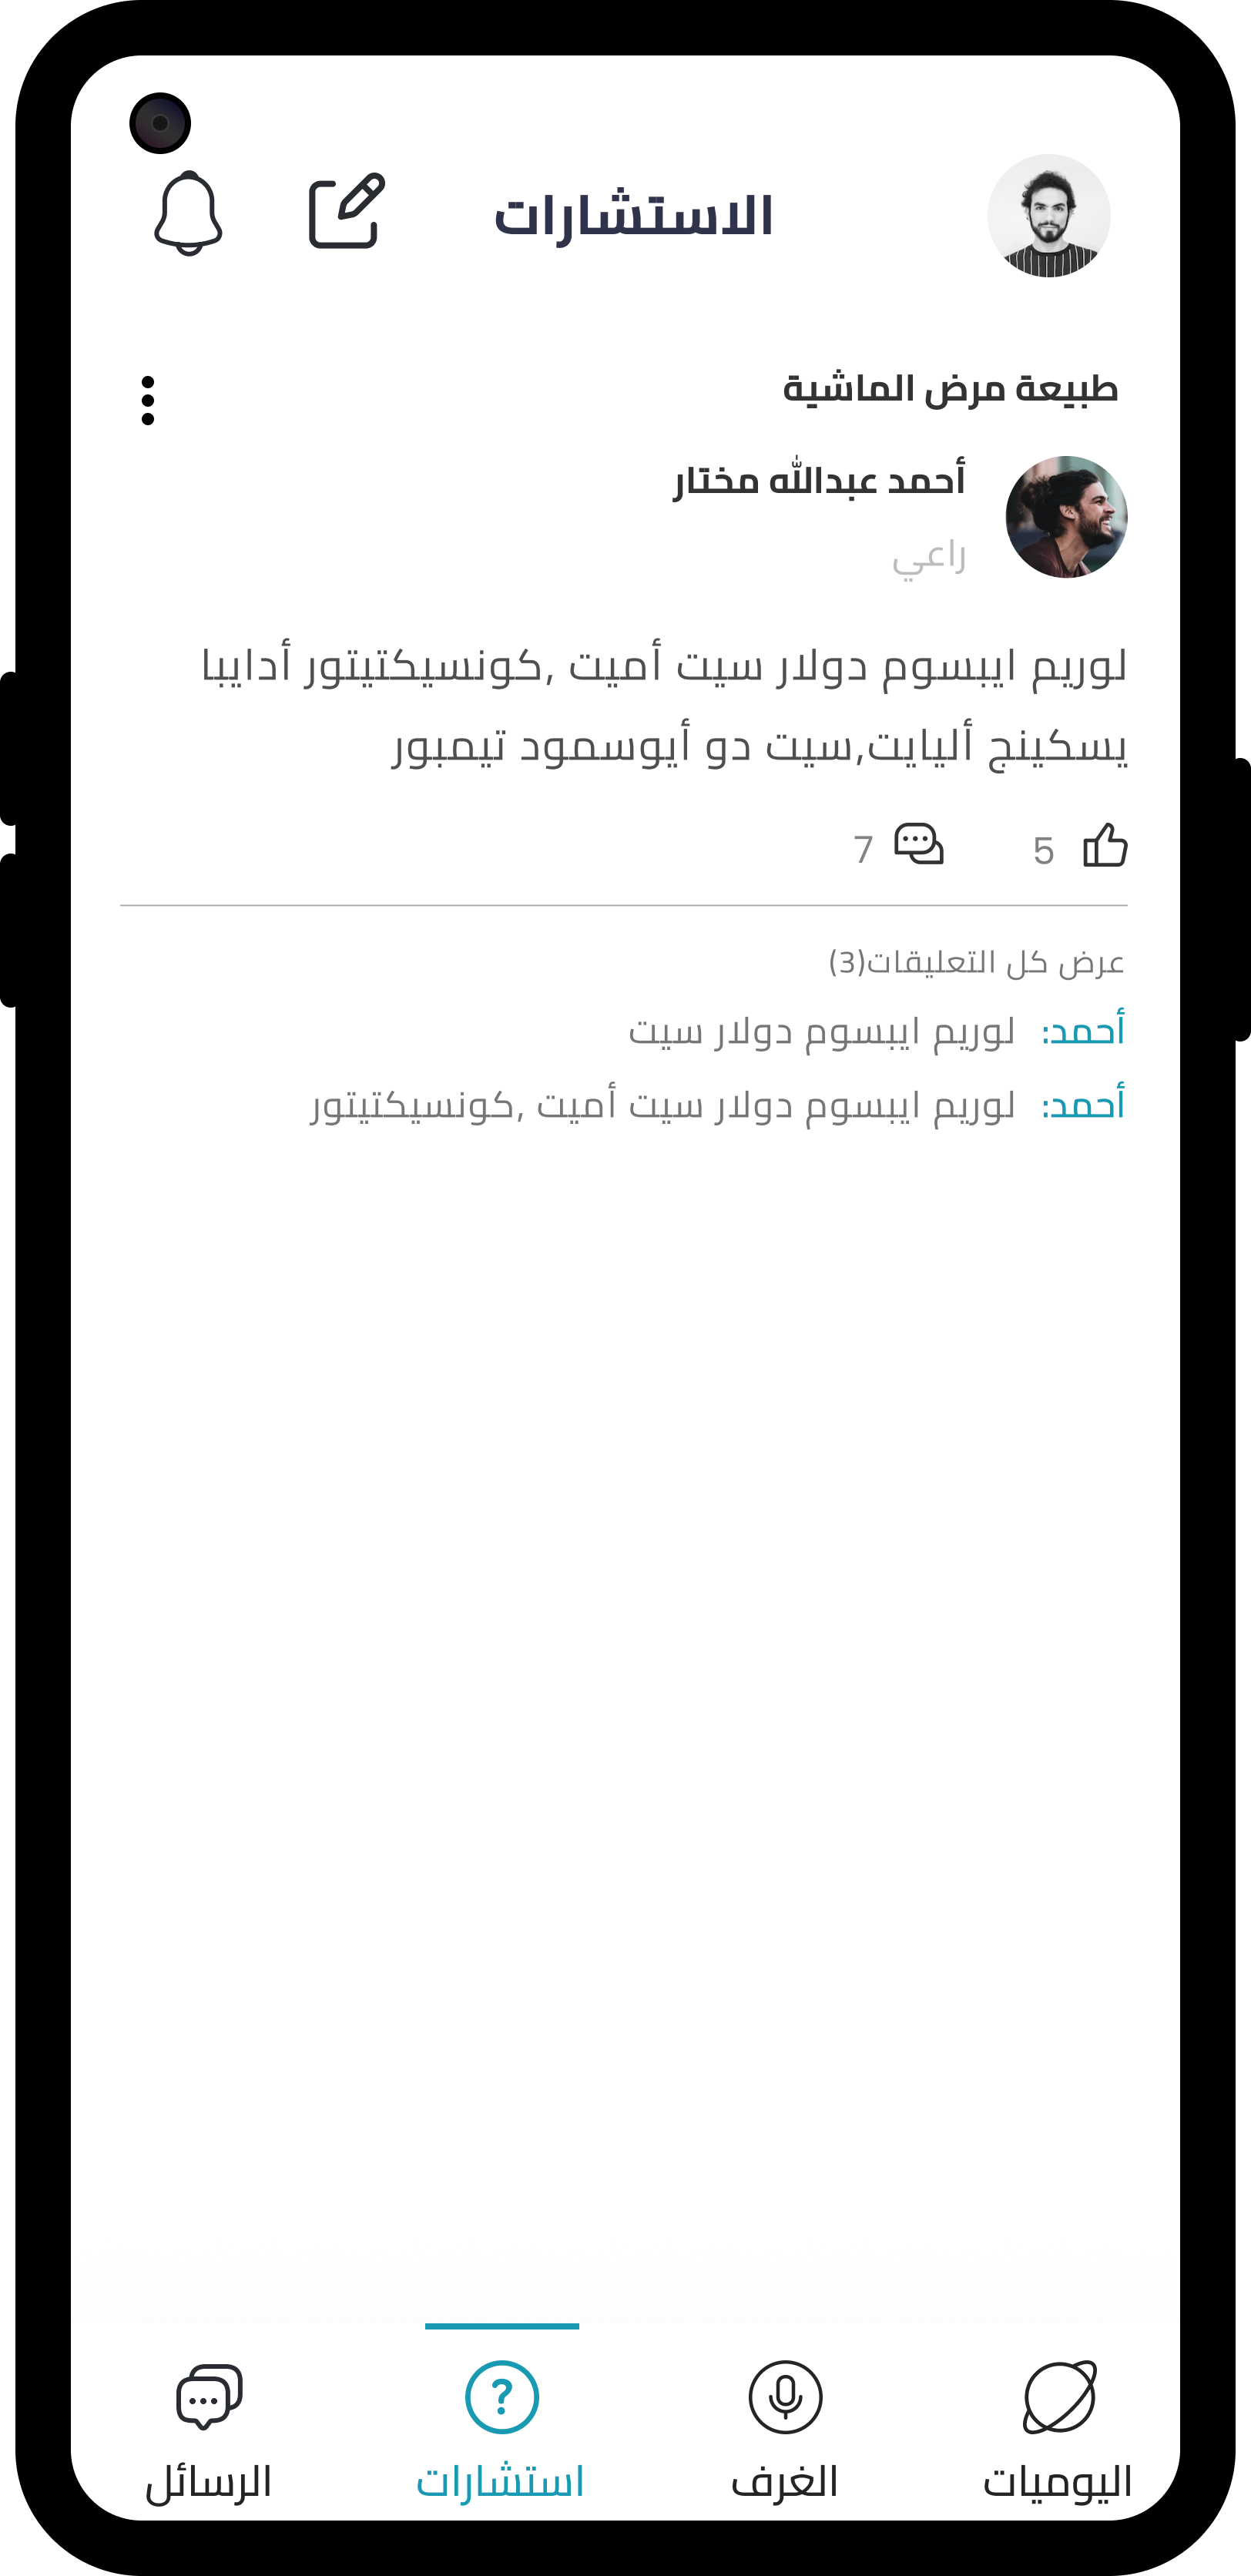 الاستشارات
طبيعة مرض الماشية
أحمد عبدالله مختار
راعي
لوريم ايبسوم دولار سيت أميت ,كونسيكتيتور أدايبا
يسكينج أليايت,سيت دو أيوسمود تيمبور
5
7
عرض كل التعليقات(3)
أحمد: لوريم ايبسوم دولار سيت
أحمد: لوريم ايبسوم دولار سيت أميت ,كونسيكتيتور
اليوميات
الغرف
استشارات
الرسائل